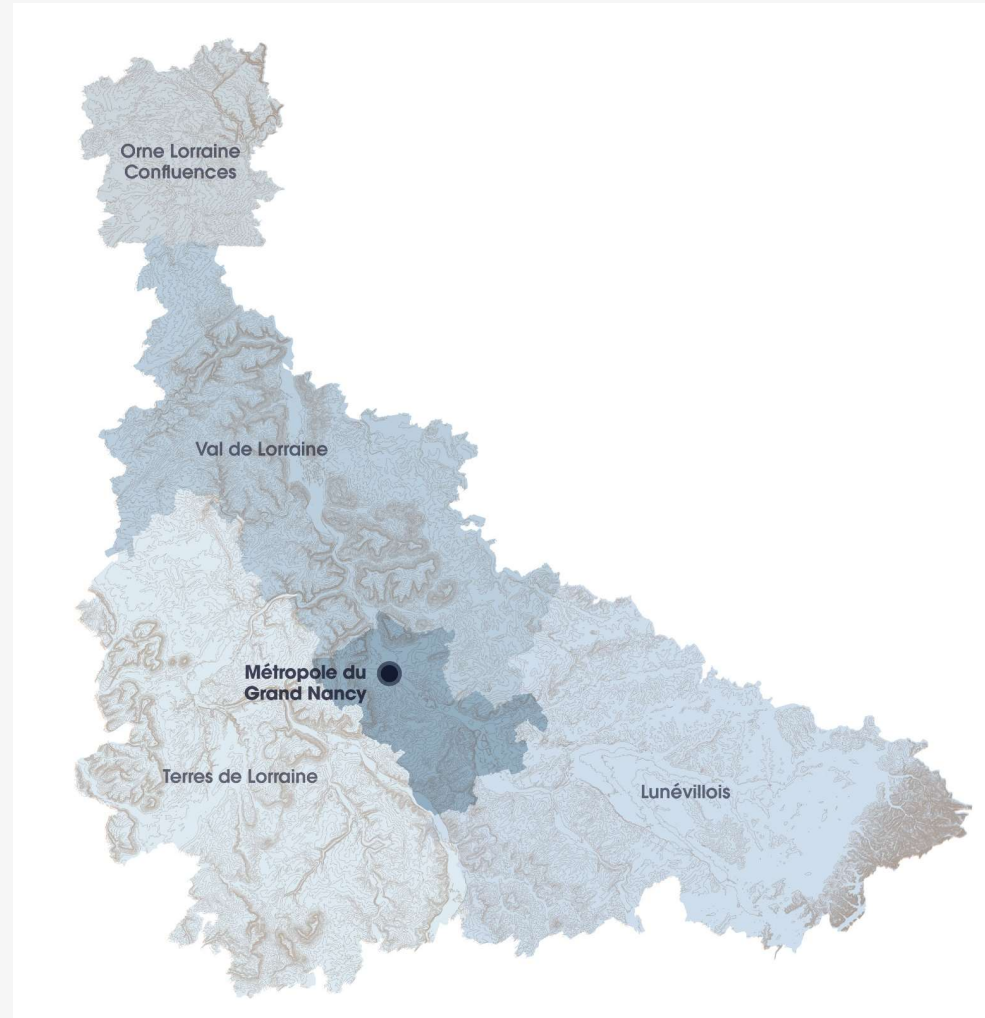 Orne Lorraine
Confluences
Val de Lorraine
Métropole du
Grand Nancy
Terres de Lorraine
Lunévillois